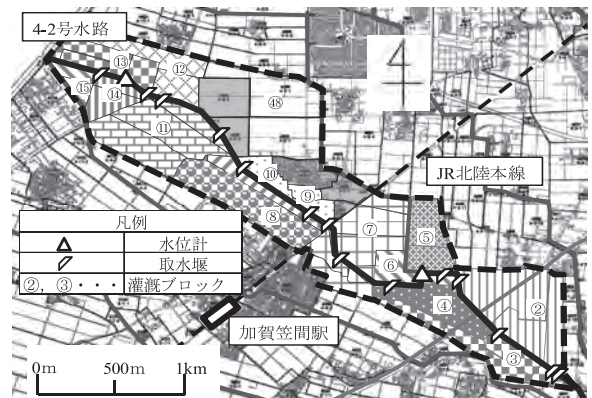 4-2号水路
⑬
⑫
⑮
⑭
㊽
⑪
⑩
JR北陸本線
⑨
⑧
⑦
⑤
凡例
水位計
取水堰
②, ③・・・ 灌漑ブロック
⑥
④
②
③
加賀笠間駅
0m 500m 1km